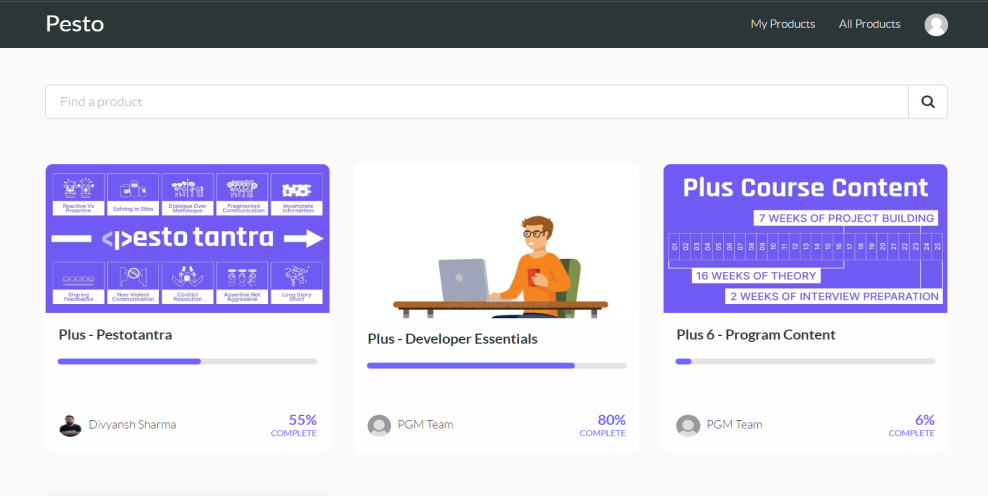 Pesto
My Products
All Products
Find a product
Reactive Vs
Proactive
Solving in Silos
Dialogue Over
Monologue
Fragmented
Communication
Incomplete
Information
pesto tantra
Sharing
Feedbacks
Non-Violent
Communication
Conflict
Resolution
Assertive Not
Aggressive
Long Story
Short
Plus - Pestotantra
Divyansh Sharma
55%
COMPLETE
Plus - Developer Essentials
PGM Team
80%
COMPLETE
Plus Course Content
7 WEEKS OF PROJECT BUILDING
01 02 03 04 05 06 07 08 09 10 11 12 13 14 15 16 17 18 19 20 21 22 23 24 25
16 WEEKS OF THEORY
2 WEEKS OF INTERVIEW PREPARATION
Plus 6 - Program Content
PGM Team
6%
COMPLETE